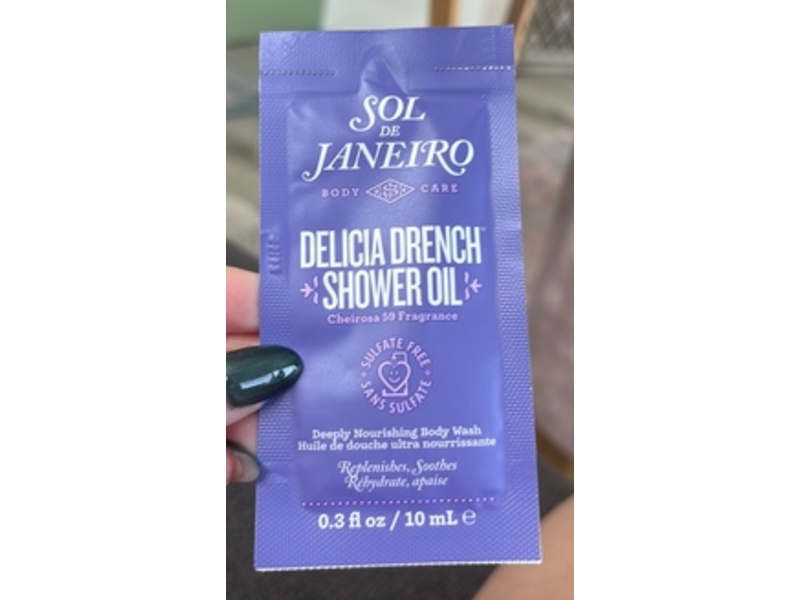 SOL
DE
JANEIRO
BODY CARE
DELICIA DRENCH™
SHOWER OIL
Cheirosa 59 Fragrance
SULFATE FREE
SANS SULFATE
Deeply Nourishing Body Wash
Huile de douche ultra nourrissante
Replenishes, Soothes
Réhydrate, apaise
0.3 fl oz / 10 mL ℮